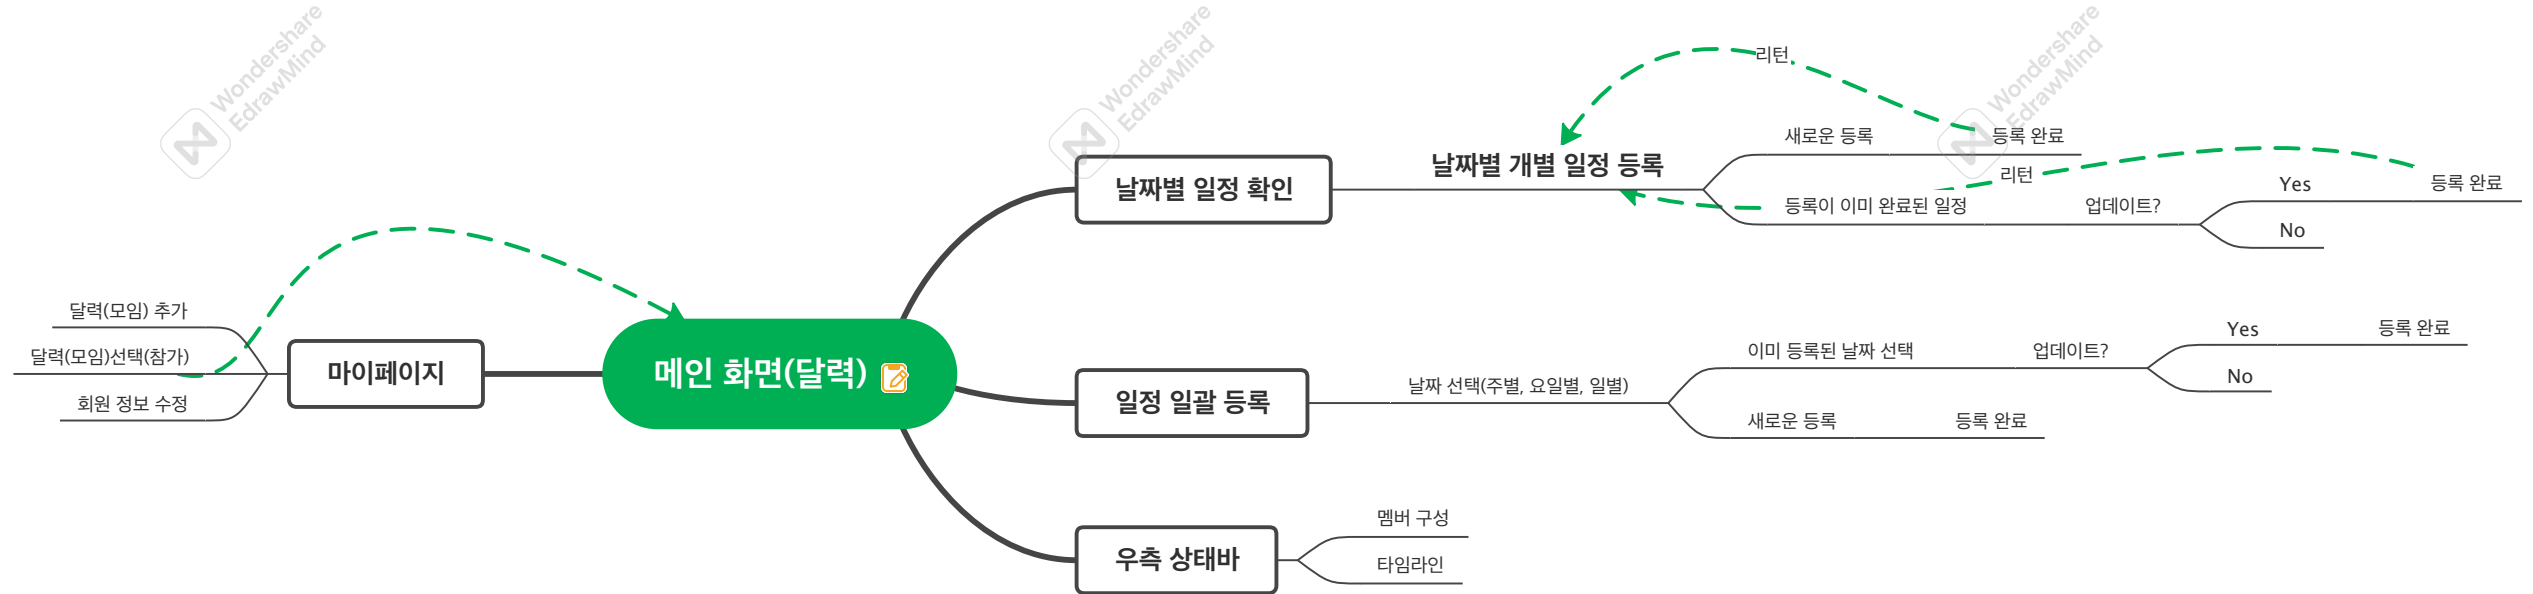 Wondershare
EdrawMind
Wondershare
EdrawMind
Wondershare
EdrawMind
메인 화면(달력)
마이페이지
달력(모임) 추가
달력(모임)선택(참가)
회원 정보 수정
날짜별 일정 확인
날짜별 개별 일정 등록
리턴
새로운 등록
등록 완료
리턴
등록이 이미 완료된 일정
업데이트?
Yes
등록 완료
No
일정 일괄 등록
날짜 선택(주별, 요일별, 일별)
이미 등록된 날짜 선택
업데이트?
Yes
등록 완료
No
새로운 등록
등록 완료
우측 상태바
멤버 구성
타임라인